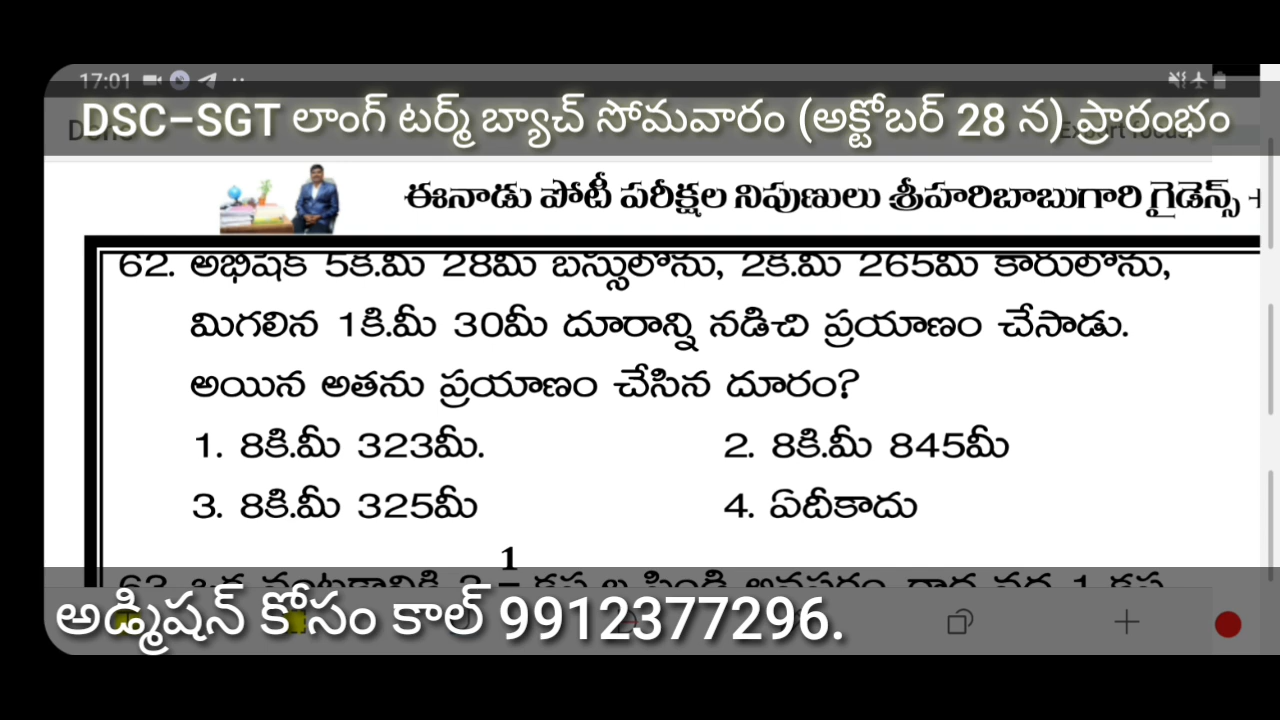 17:01
DSC-SGT లాంగ్ టర్మ్ బ్యాచ్ సోమవారం (అక్టోబర్ 28 న) ప్రారంభం
ఈనాడు పోటీ పరీక్షల నిపుణులు శ్రీహరిబాబుగారి గైడెన్స్ +
62. అభిషేక్ 5కి.మీ 28మీ బస్సులోను, 2కి.మీ 265మీ కారులోను,
మిగలిన 1కి.మీ 30మీ దూరాన్ని నడిచి ప్రయాణం చేసాడు.
అయిన అతను ప్రయాణం చేసిన దూరం?
1. 8కి.మీ 323మీ. 2. 8కి.మీ 845మీ
3. 8కి.మీ 325మీ 4. ఏదీకాదు
అడ్మిషన్ కోసం కాల్ 9912377296.